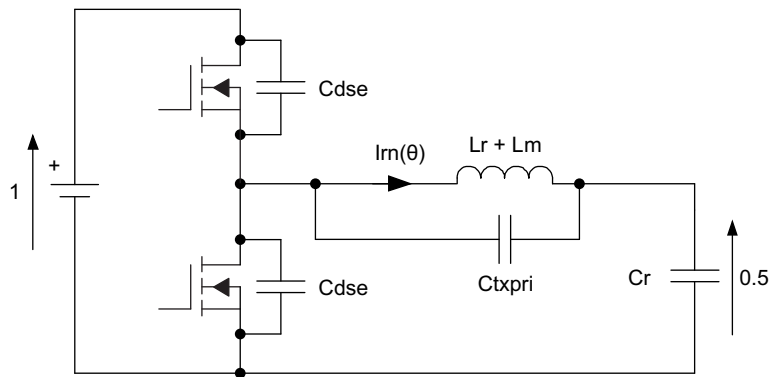 Cdse
Irn(θ)
Lr + Lm
+
1
Cdse
Ctxpri
Cr
0.5